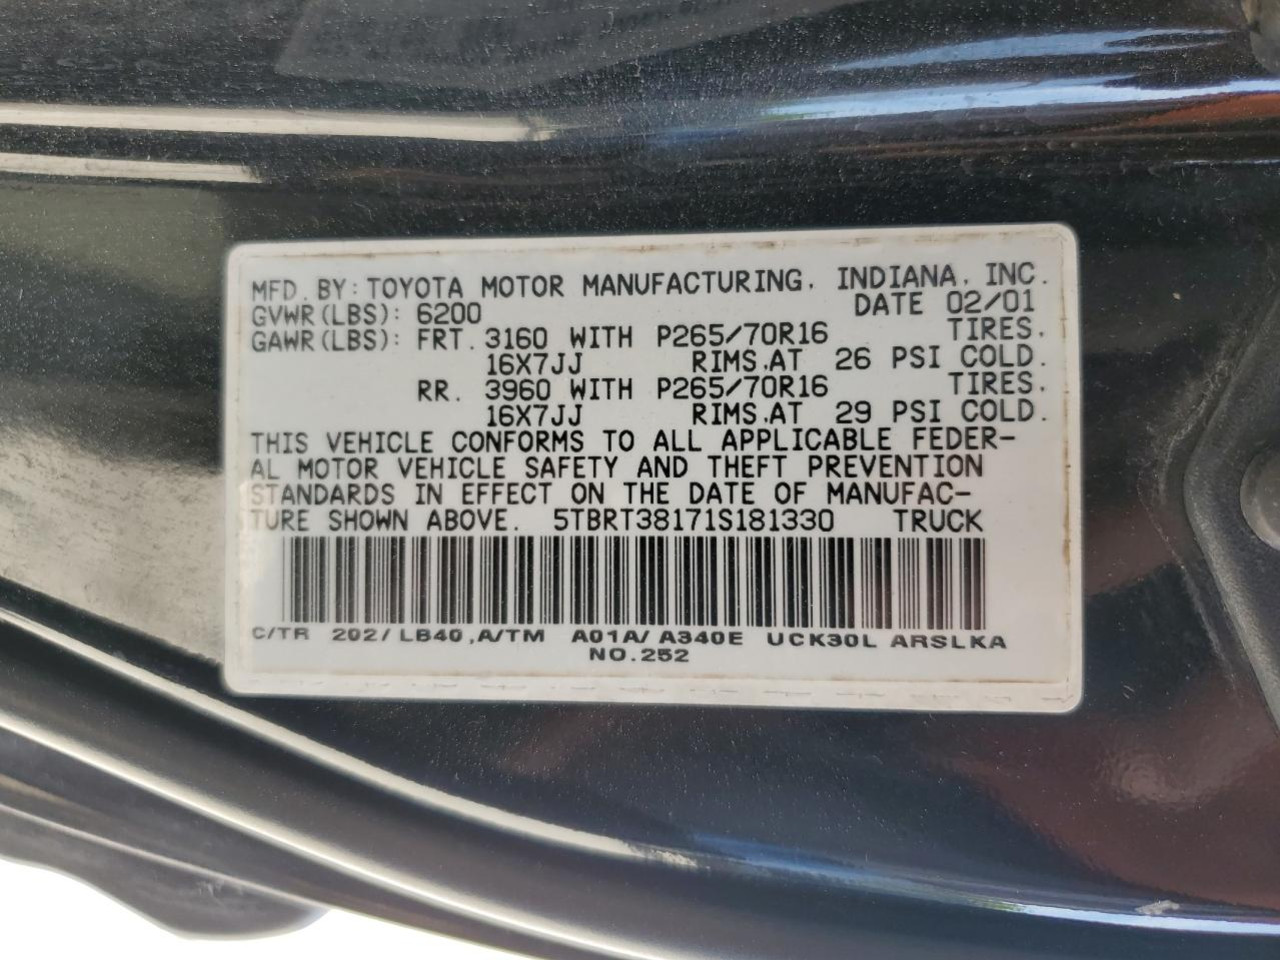 MFD. BY: TOYOTA MOTOR MANUFACTURING, INDIANA, INC.
GVWR(LBS): 6200 DATE 02/01
GAWR(LBS): FRT. 3160 WITH P265/70R16 TIRES.
16X7JJ RIMS.AT 26 PSI COLD.
RR. 3960 WITH P265/70R16 TIRES.
16X7JJ RIMS.AT 29 PSI COLD.
THIS VEHICLE CONFORMS TO ALL APPLICABLE FEDER-
AL MOTOR VEHICLE SAFETY AND THEFT PREVENTION
STANDARDS IN EFFECT ON THE DATE OF MANUFAC-
TURE SHOWN ABOVE. 5TBRT38171S181330 TRUCK
C/TR 202/ LB40 ,A/TM A01A/ A340E UCK30L ARSLKA
NO.252